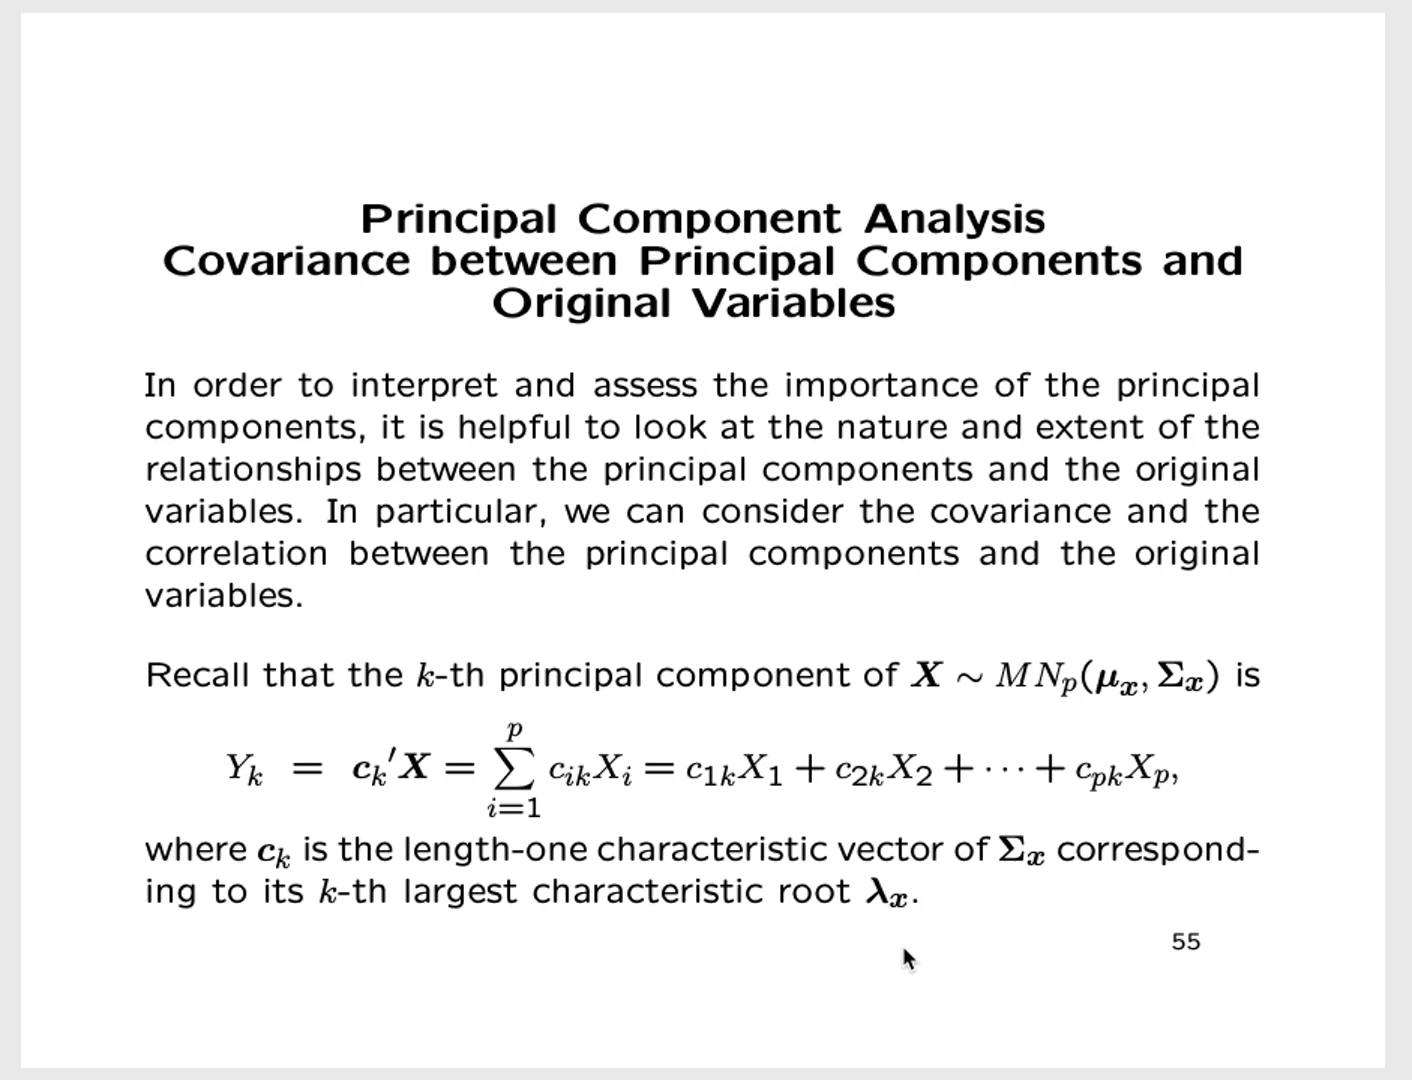 Principal Component Analysis
Covariance between Principal Components and
Original Variables
In order to interpret and assess the importance of the principal
components, it is helpful to look at the nature and extent of the
relationships between the principal components and the original
variables. In particular, we can consider the covariance and the
correlation between the principal components and the original
variables.
Recall that the k-th principal component of X ∼ MN_p(μ_x, Σ_x) is
Y_k = c_k′X = ∑_{i=1}^{p} c_{ik}X_i = c_{1k}X_1 + c_{2k}X_2 + ⋯ + c_{pk}X_p,
where c_k is the length-one characteristic vector of Σ_x correspond-
ing to its k-th largest characteristic root λ_x.
55